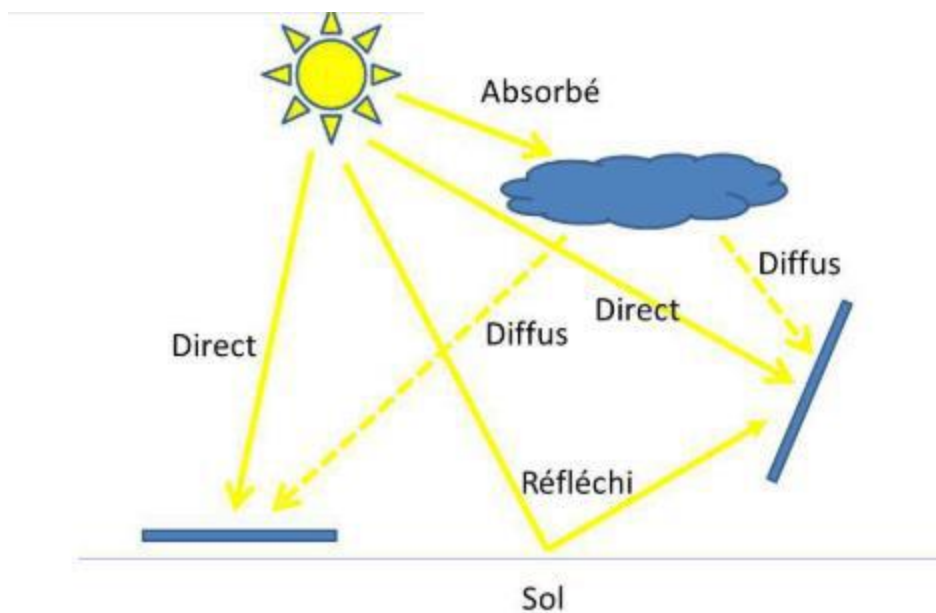 Absorbé
Diffus
Direct
Diffus
Direct
Réfléchi
Sol